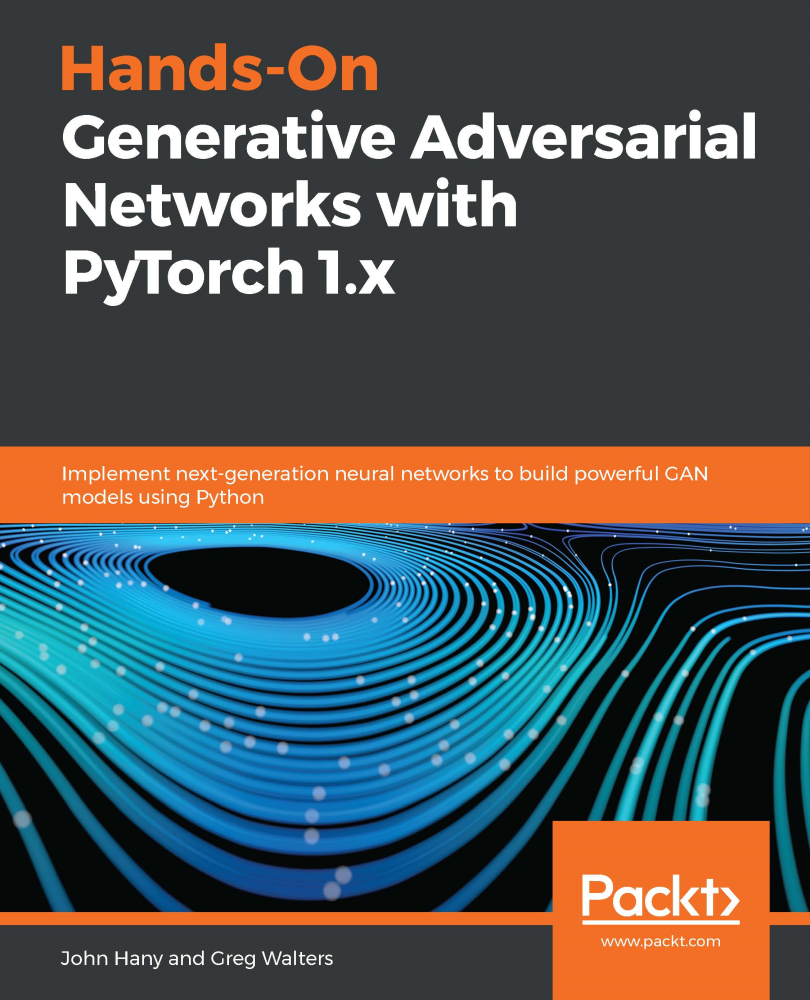 Hands-On
Generative Adversarial
Networks with
PyTorch 1.x
Implement next-generation neural networks to build powerful GAN
models using Python
Packt>
www.packt.com
John Hany and Greg Walters